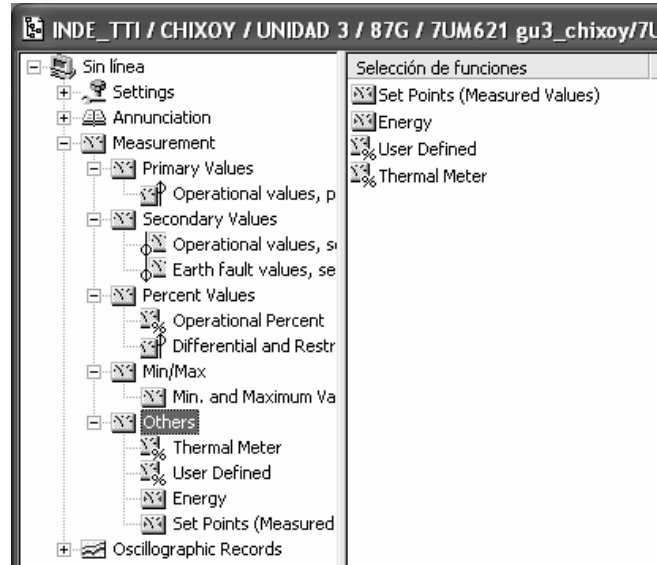 INDE_TTI / CHIXOY / UNIDAD 3 / 87G / 7UM621 gu3_chixoy/7U
Sin línea
Settings
Annunciation
Measurement
Primary Values
Operational values, p
Secondary Values
Operational values, se
Earth fault values, se
Percent Values
Operational Percent
Differential and Restr
Min/Max
Min. and Maximum Va
Others
Thermal Meter
User Defined
Energy
Set Points (Measured
Oscillographic Records
Selección de funciones
Set Points (Measured Values)
Energy
User Defined
Thermal Meter